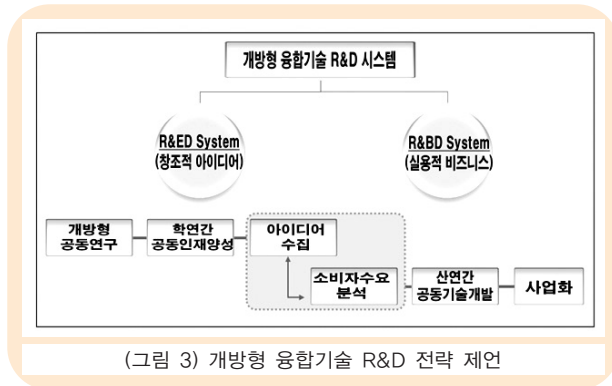 개방형 융합기술 R&D 시스템
R&ED System
(창조적 아이디어)
R&BD System
(실용적 비즈니스)
개방형
공동연구
학연간
공동인재양성
아이디어
수집
소비자수요
분석
산연간
공동기술개발
사업화
(그림 3) 개방형 융합기술 R&D 전략 제언